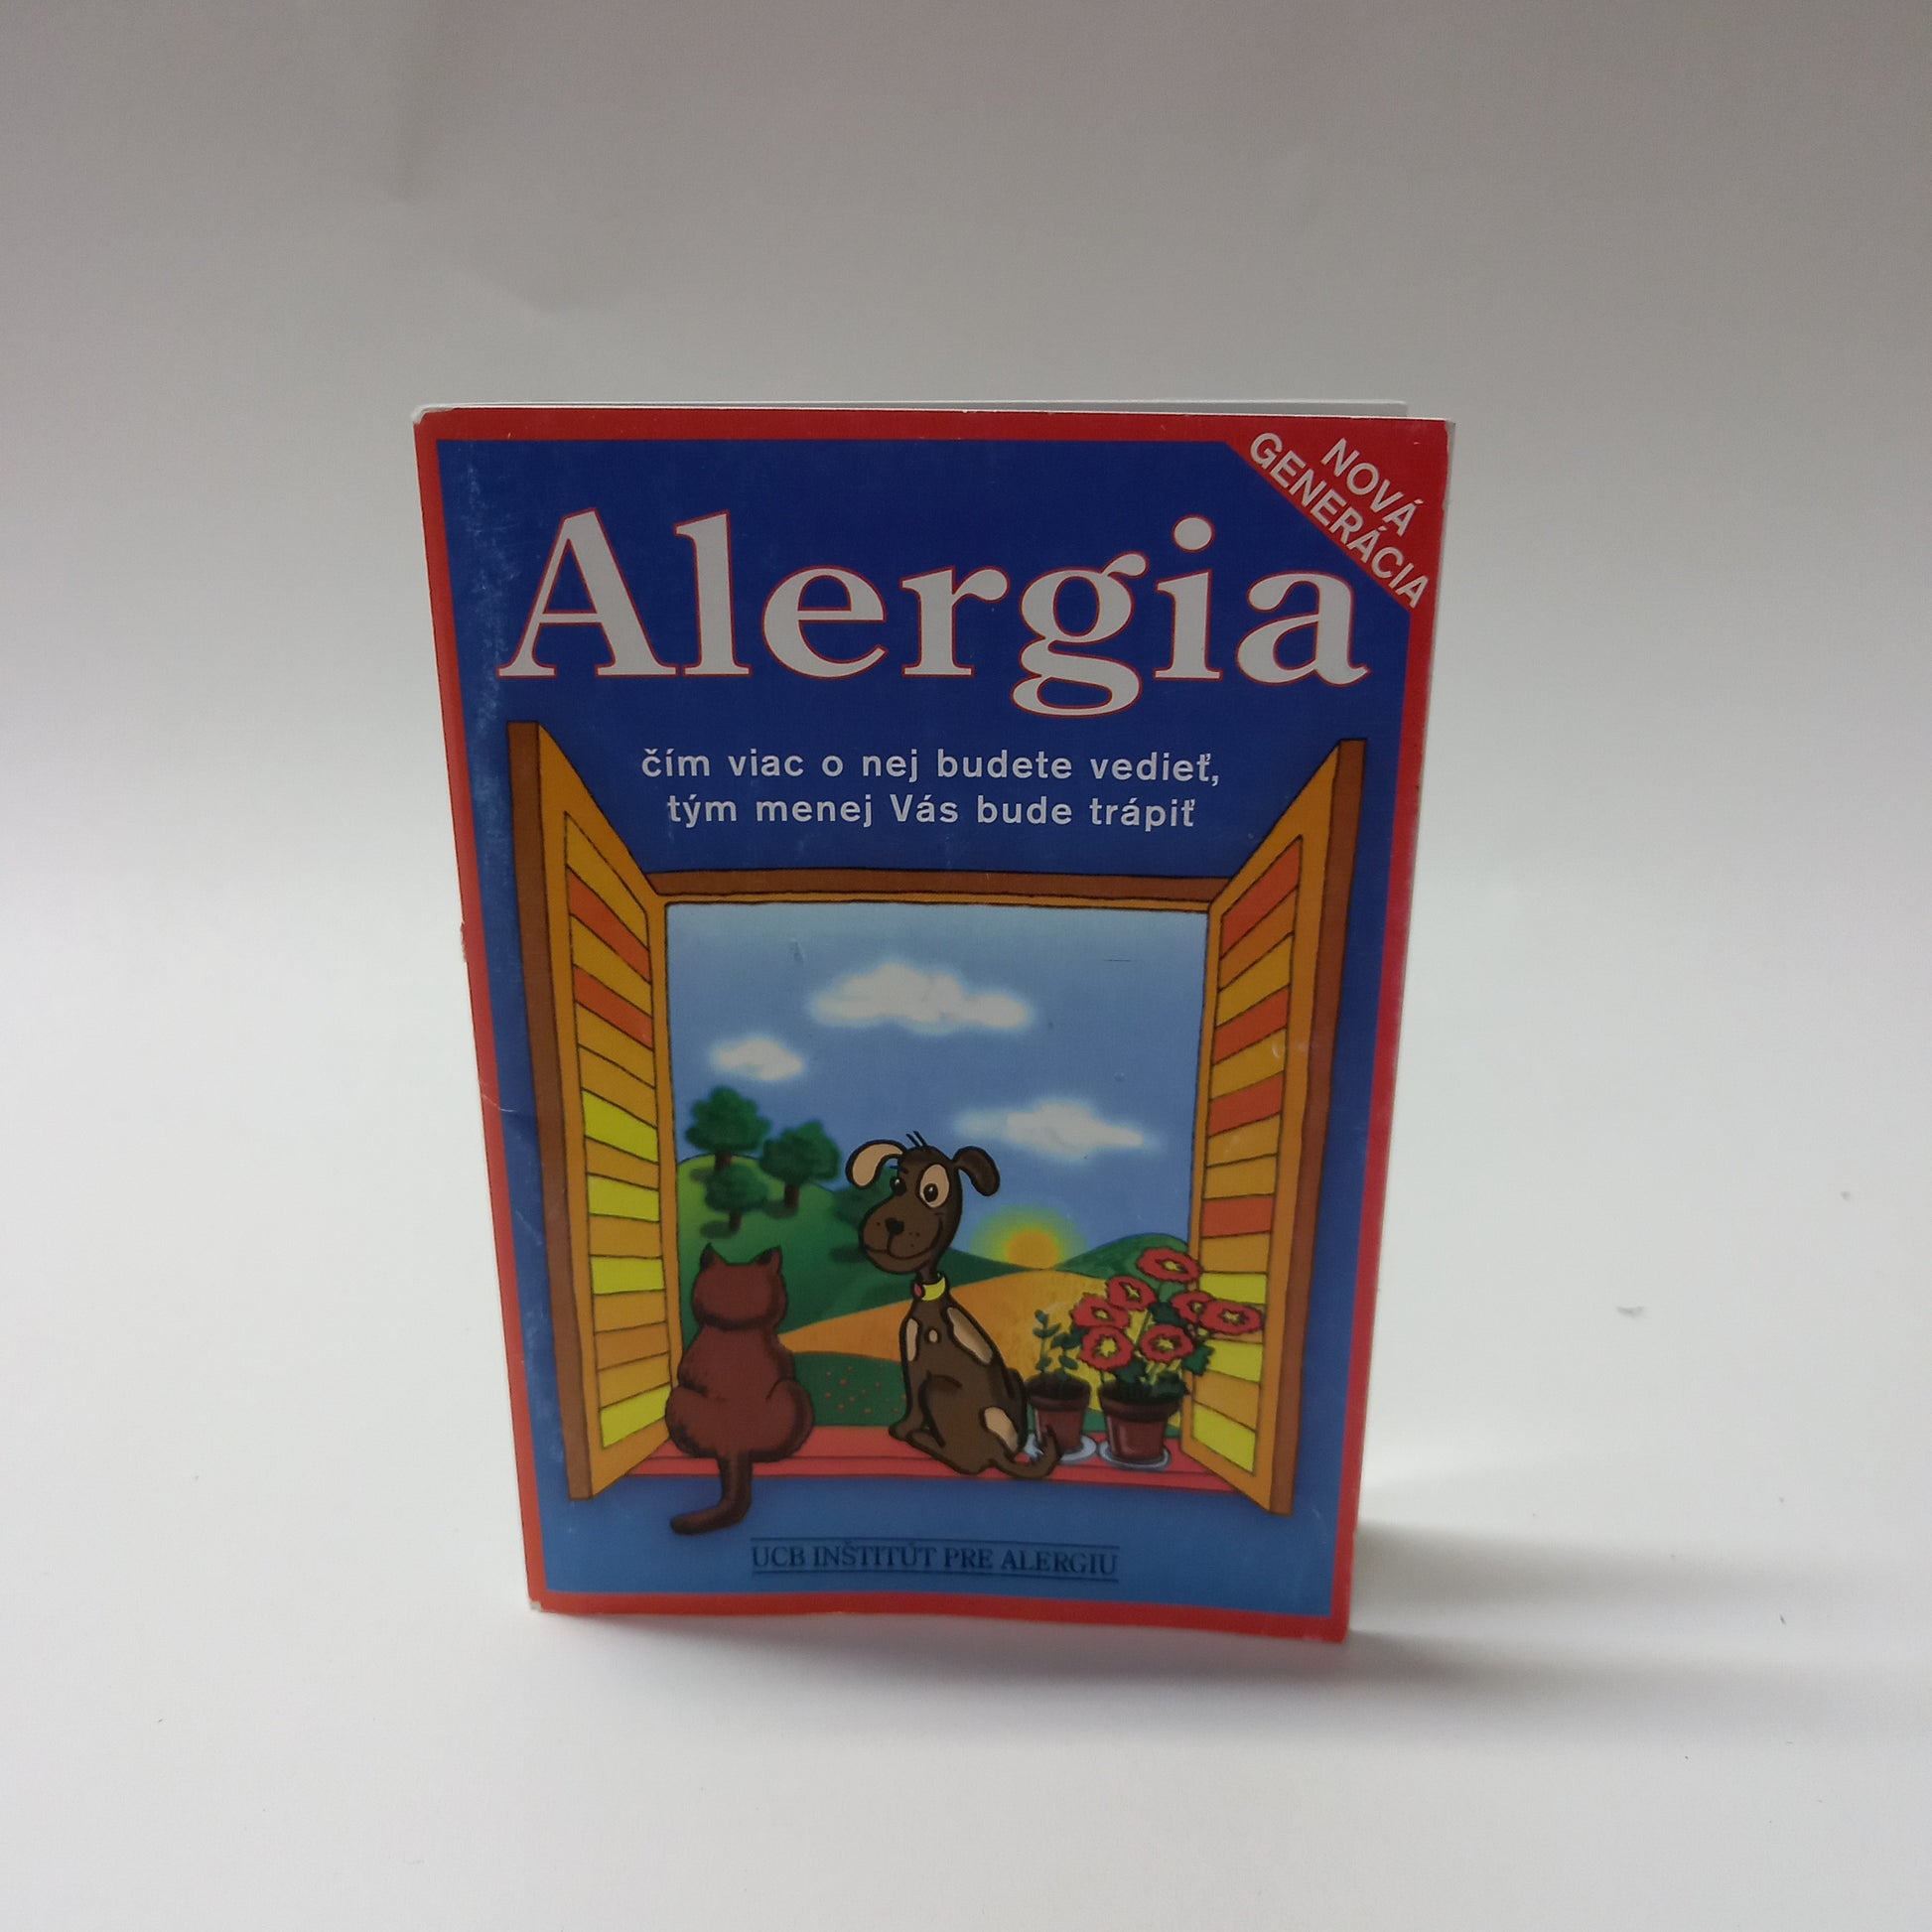 NOVÁ
GENERÁCIA
Alergia
čím viac o nej budete vedieť,
tým menej Vás bude trápiť
UCB INŠTITÚT PRE ALERGIU